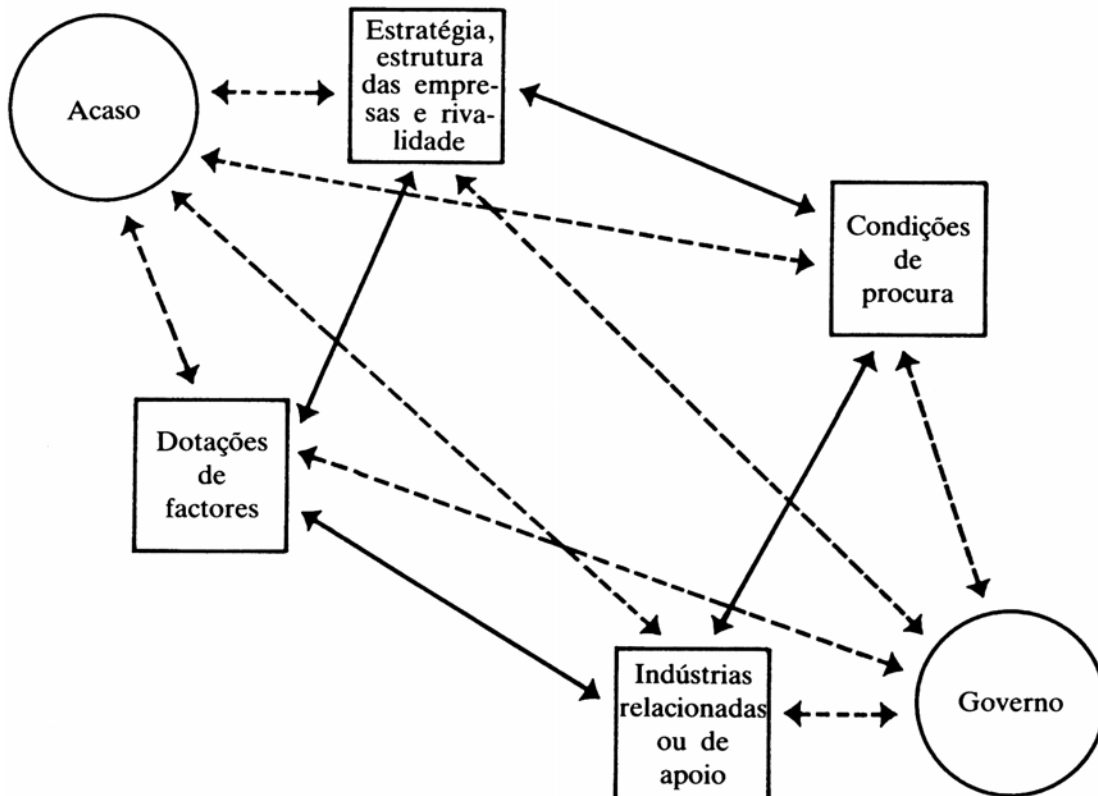 Estratégia,
estrutura
das empre-
sas e riva-
lidade
Acaso
Condições
de
procura
Dotações
de
factores
Indústrias
relacionadas
ou de
apoio
Governo